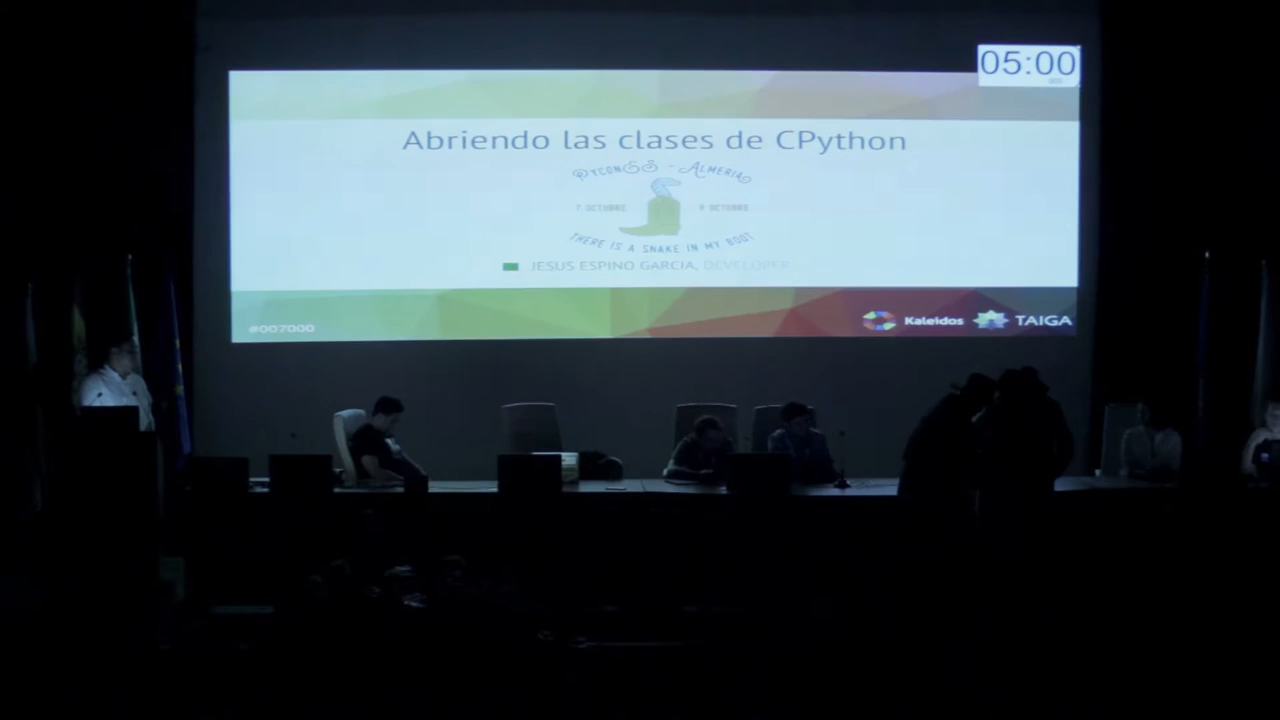 05:00
Abriendo las clases de CPython
PYCONES - ALMERIA
7 OCTUBRE 9 OCTUBRE
THERE IS A SNAKE IN MY BOOT
JESUS ESPINO GARCIA, DEVELOPER
#007000
Kaleidos TAIGA